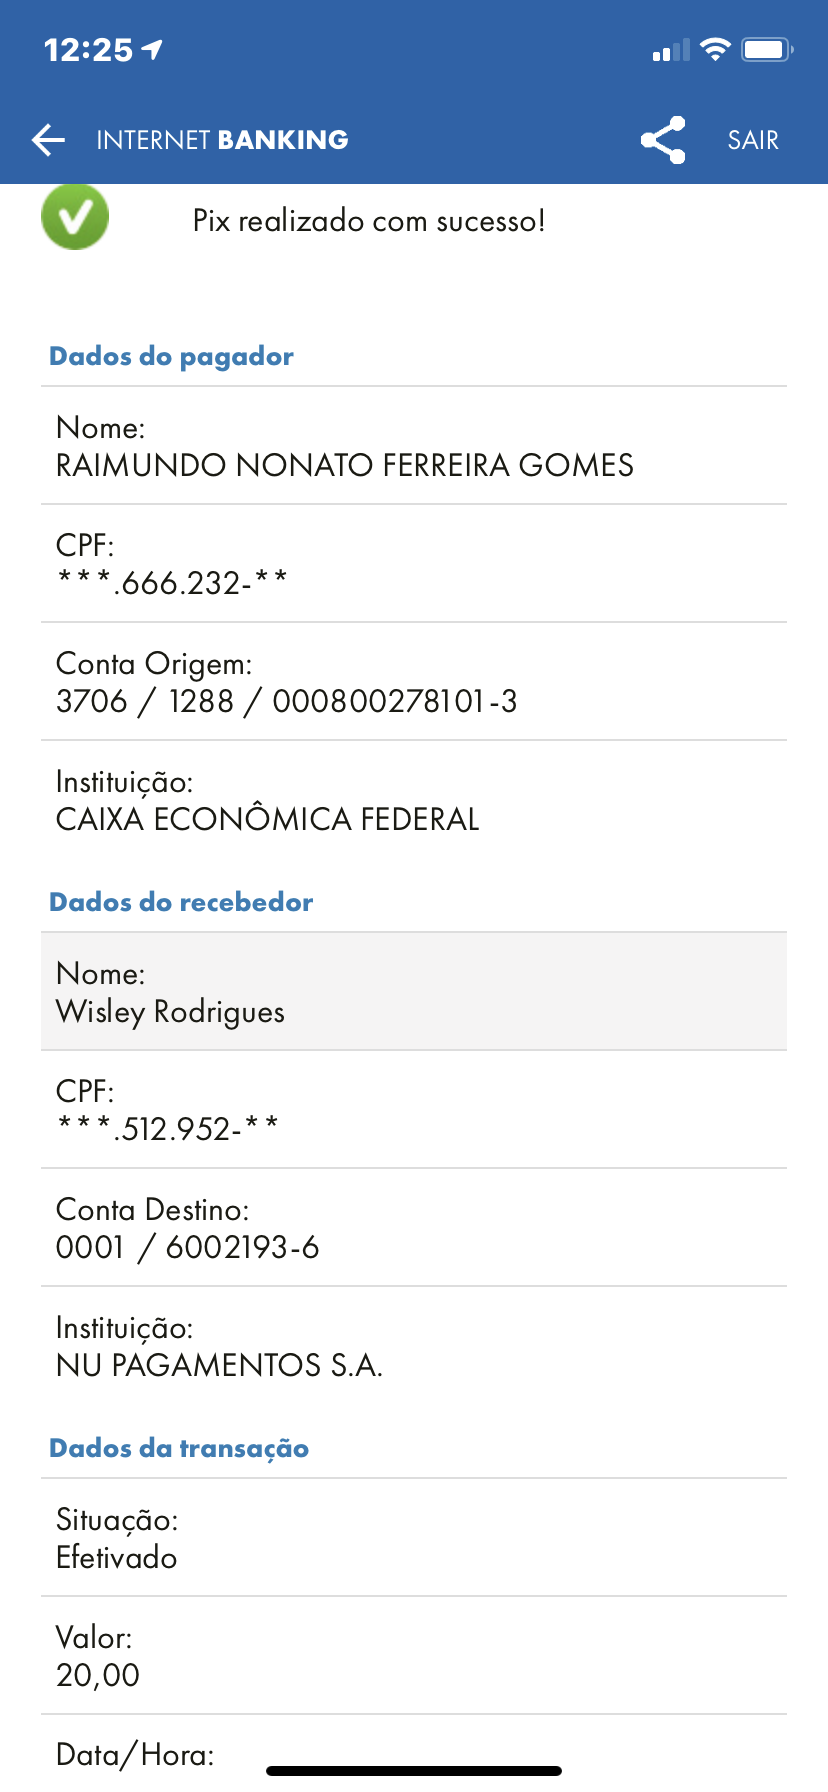 12:25
INTERNET BANKING
SAIR
Pix realizado com sucesso!
Dados do pagador
Nome:
RAIMUNDO NONATO FERREIRA GOMES
CPF:
***.666.232-**
Conta Origem:
3706 / 1288 / 000800278101-3
Instituição:
CAIXA ECONÔMICA FEDERAL
Dados do recebedor
Nome:
Wisley Rodrigues
CPF:
***.512.952-**
Conta Destino:
0001 / 6002193-6
Instituição:
NU PAGAMENTOS S.A.
Dados da transação
Situação:
Efetivado
Valor:
20,00
Data/Hora: